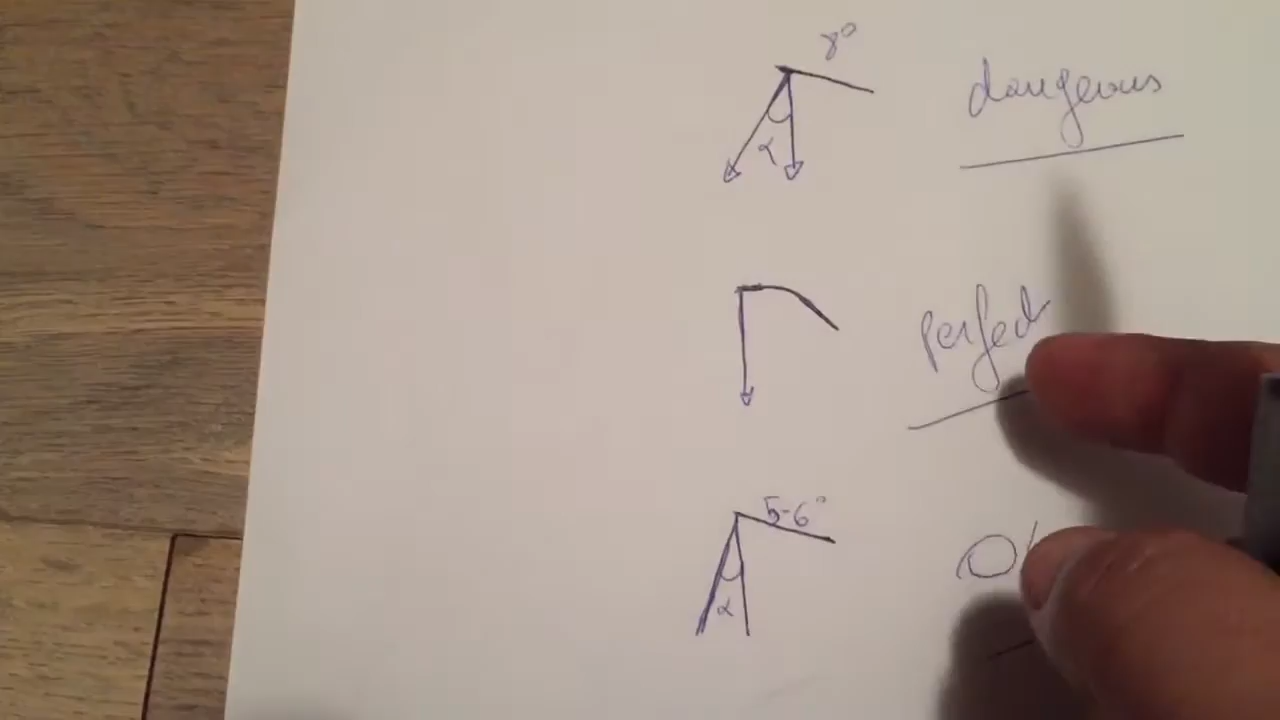 8°
dangerous
α
perfect
5-6°
α